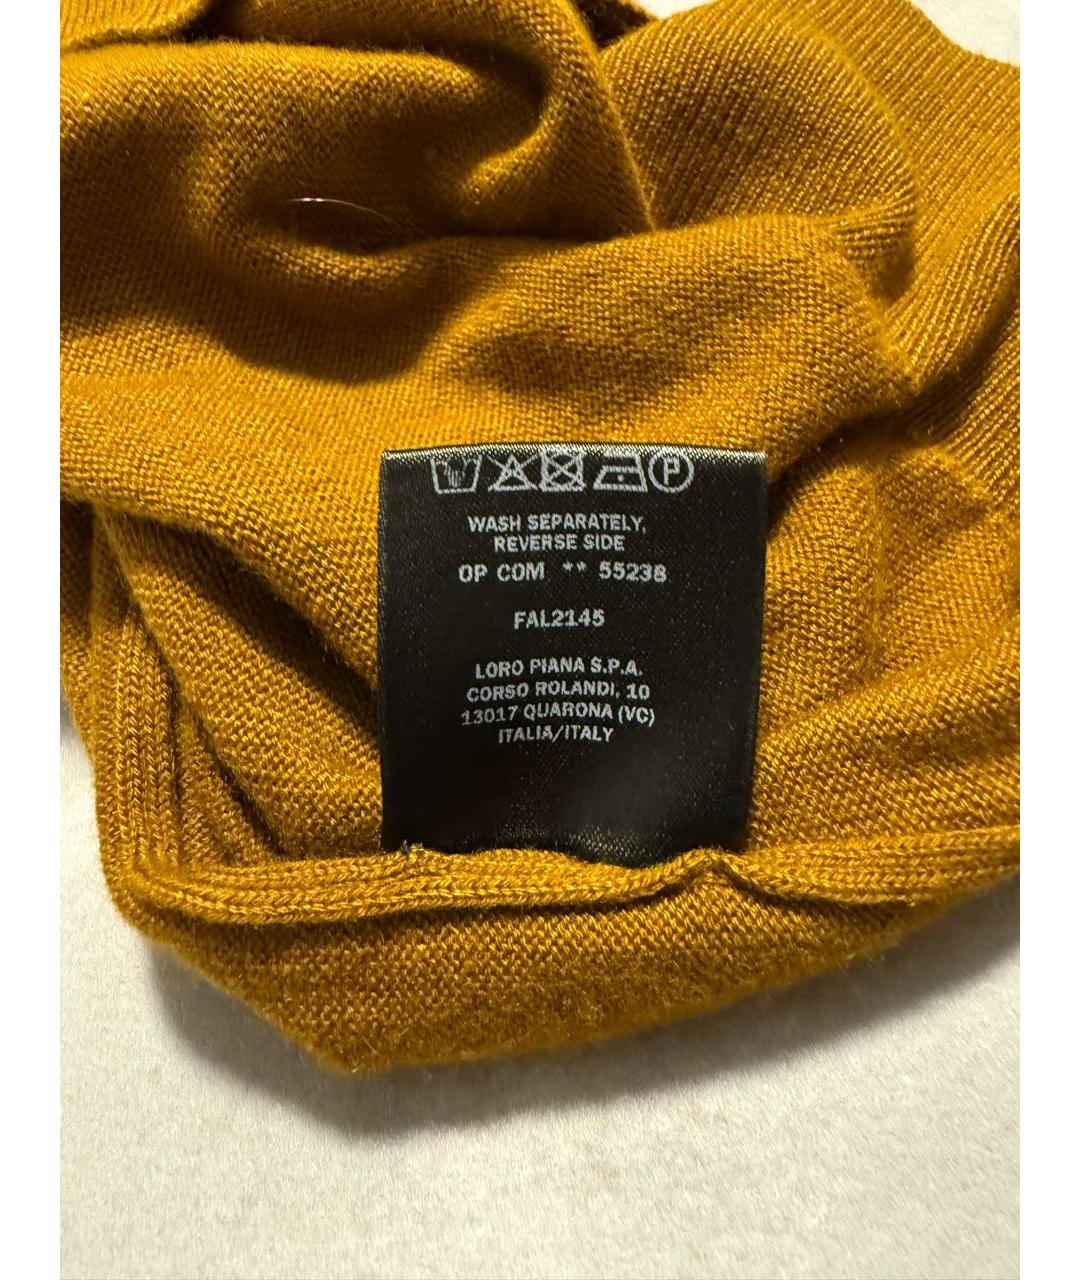 P
WASH SEPARATELY,
REVERSE SIDE
OP COM ** 55238
FAL2145
LORO PIANA S.P.A.
CORSO ROLANDI, 10
13017 QUARONA (VC)
ITALIA/ITALY